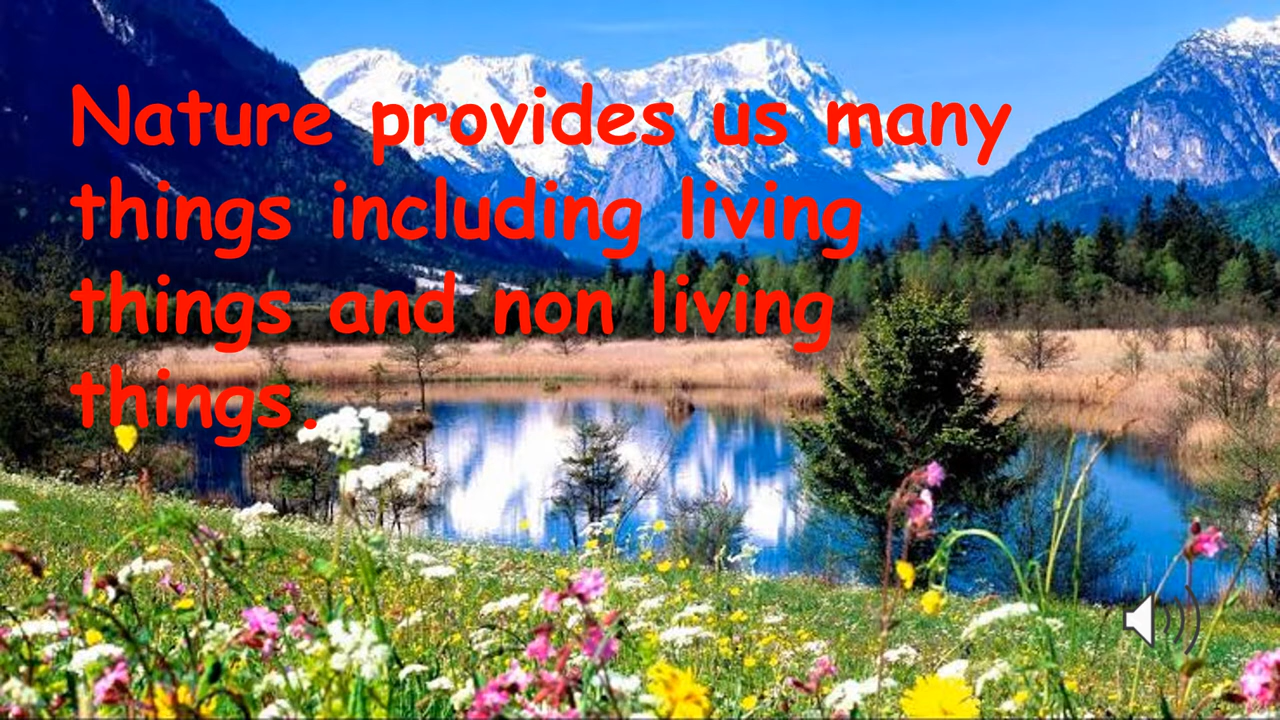 Nature provides us many
things including living
things and non living
things.